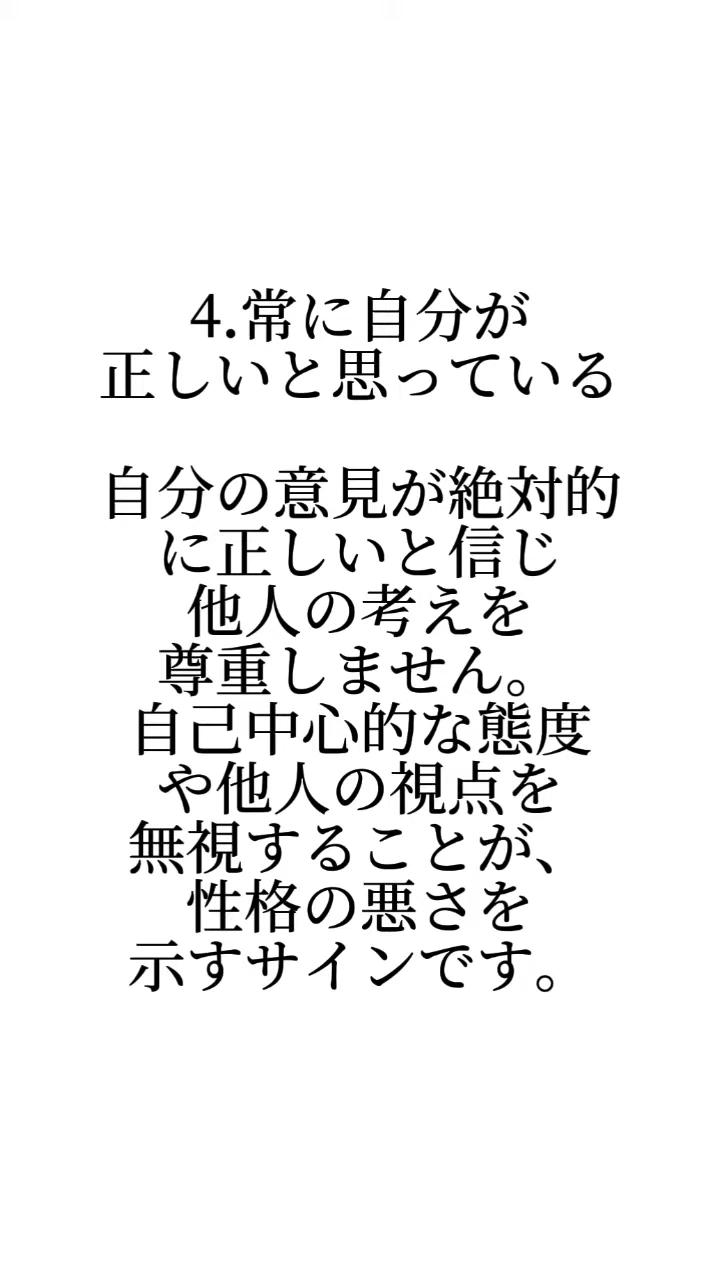 4.常に自分が
正しいと思っている
自分の意見が絶対的
に正しいと信じ
他人の考えを
尊重しません。
自己中心的な態度
や他人の視点を
無視することが、
性格の悪さを
示すサインです。